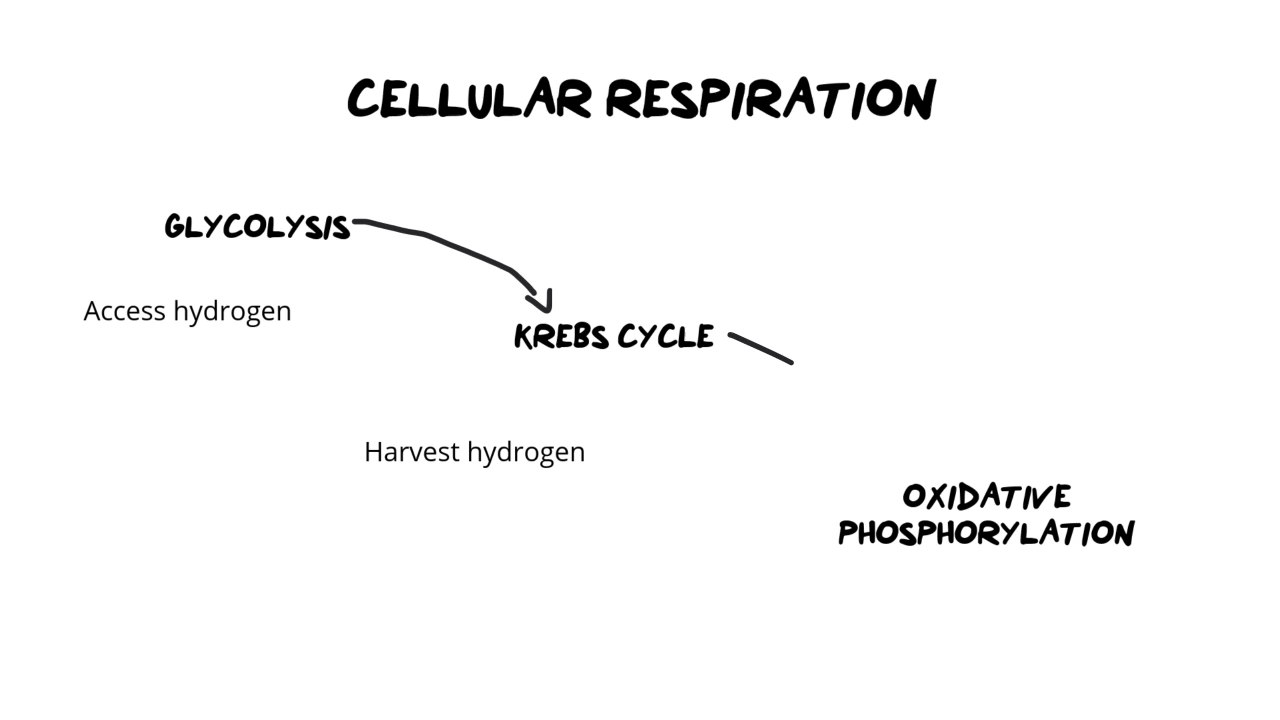 CELLULAR RESPIRATION
GLYCOLYSIS
Access hydrogen
KREBS CYCLE
Harvest hydrogen
OXIDATIVE
PHOSPHORYLATION